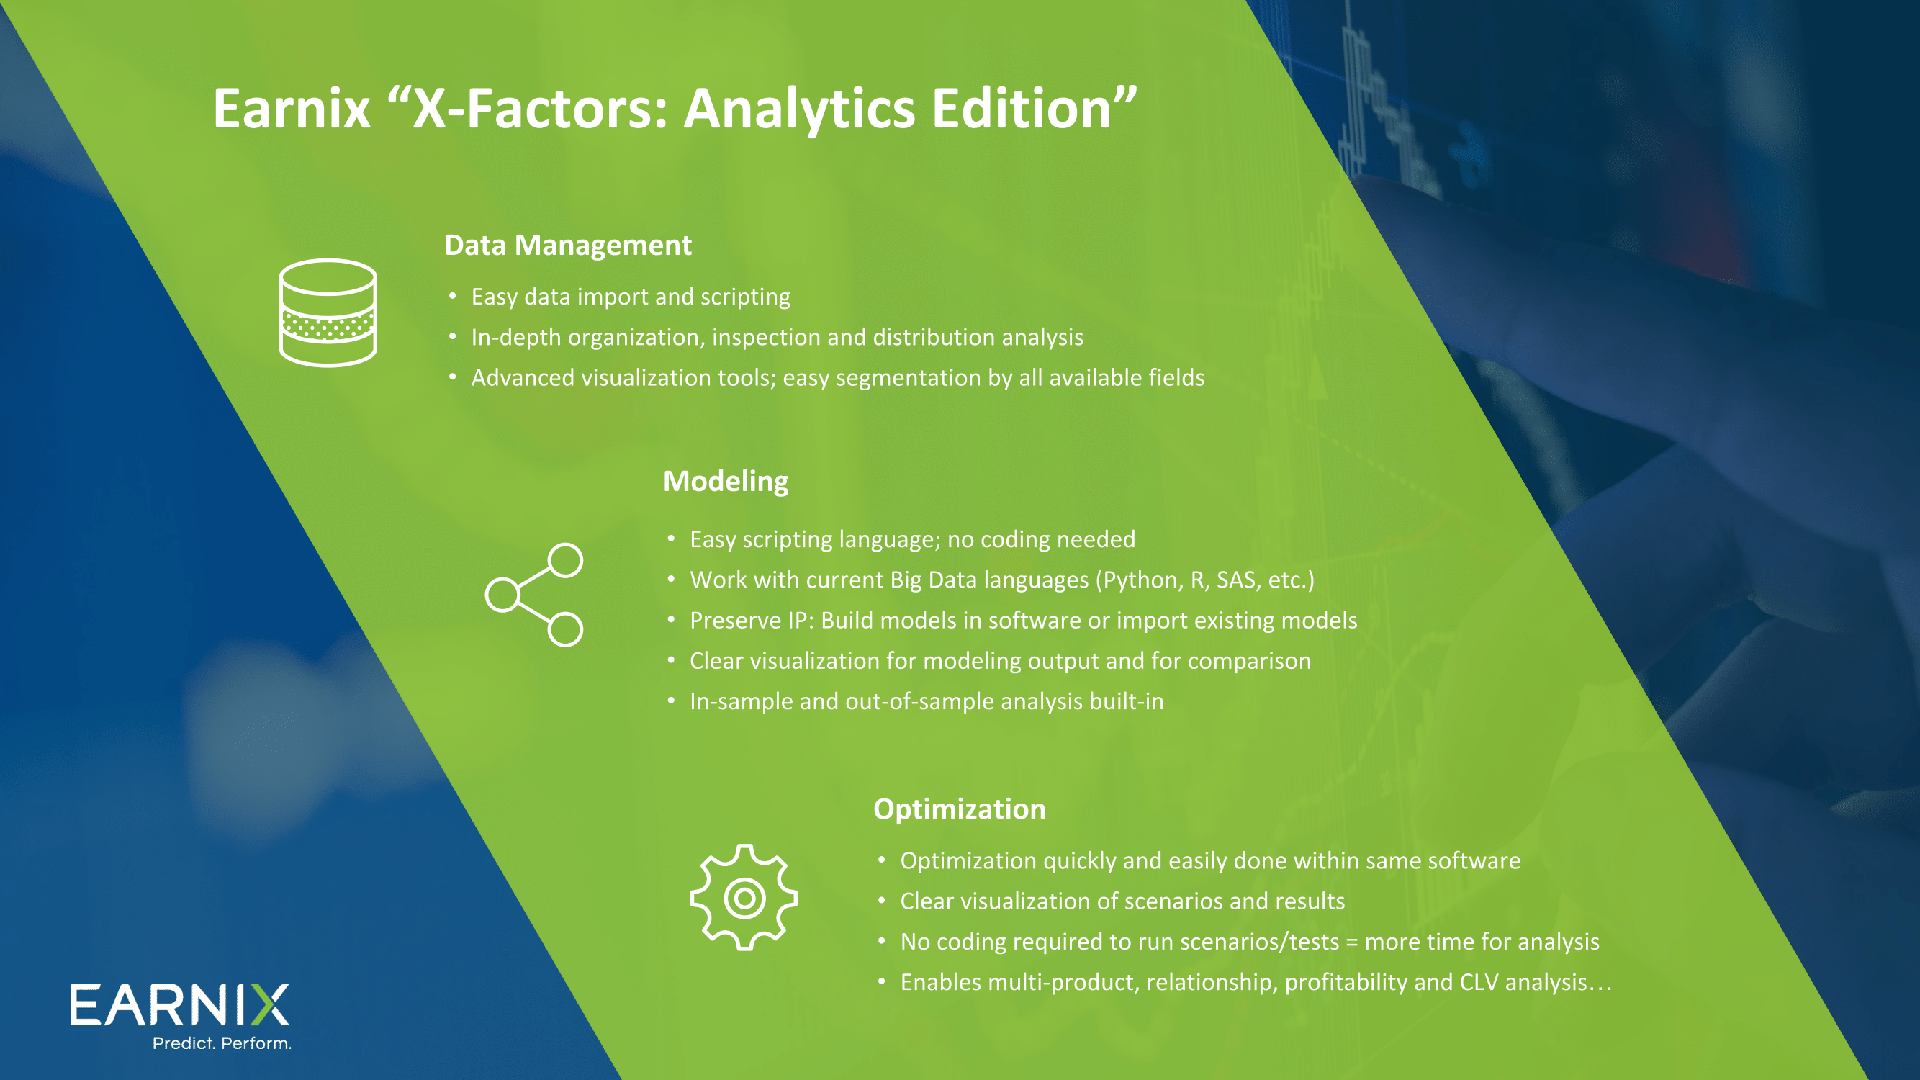 Earnix “X-Factors: Analytics Edition”
Data Management
• Easy data import and scripting
• In-depth organization, inspection and distribution analysis
• Advanced visualization tools; easy segmentation by all available fields
Modeling
• Easy scripting language; no coding needed
• Work with current Big Data languages (Python, R, SAS, etc.)
• Preserve IP: Build models in software or import existing models
• Clear visualization for modeling output and for comparison
• In-sample and out-of-sample analysis built-in
Optimization
• Optimization quickly and easily done within same software
• Clear visualization of scenarios and results
• No coding required to run scenarios/tests = more time for analysis
• Enables multi-product, relationship, profitability and CLV analysis…
EARNIX
Predict. Perform.